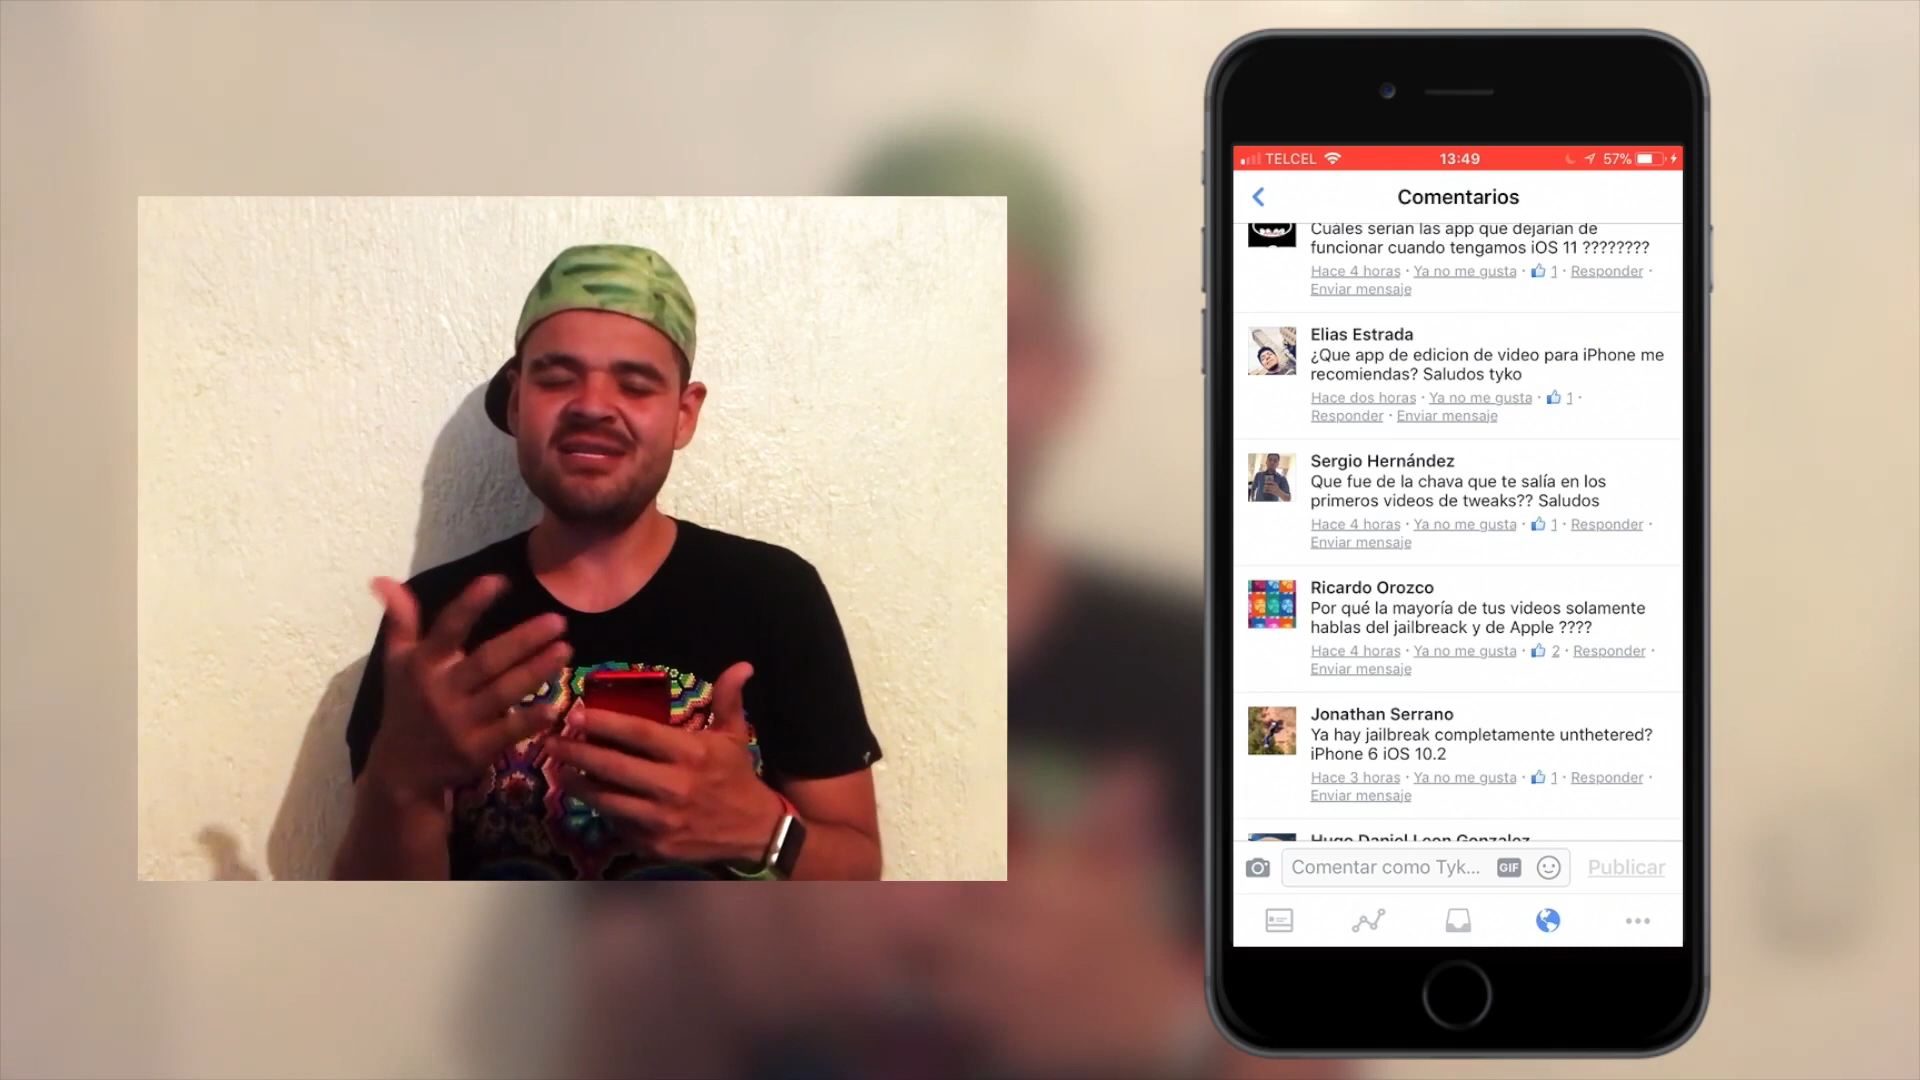 TELCEL 13:49 57%
Comentarios
Cuales serian las app que dejarian de
funcionar cuando tengamos iOS 11 ????????
Hace 4 horas · Ya no me gusta · 1 · Responder ·
Enviar mensaje
Elias Estrada
¿Que app de edicion de video para iPhone me
recomiendas? Saludos tyko
Hace dos horas · Ya no me gusta · 1 ·
Responder · Enviar mensaje
Sergio Hernández
Que fue de la chava que te salía en los
primeros videos de tweaks?? Saludos
Hace 4 horas · Ya no me gusta · 1 · Responder ·
Enviar mensaje
Ricardo Orozco
Por qué la mayoría de tus videos solamente
hablas del jailbreack y de Apple ????
Hace 4 horas · Ya no me gusta · 2 · Responder ·
Enviar mensaje
Jonathan Serrano
Ya hay jailbreak completamente unthetered?
iPhone 6 iOS 10.2
Hace 3 horas · Ya no me gusta · 1 · Responder ·
Enviar mensaje
Hugo Daniel Leon Gonzalez
Comentar como Tyk... GIF Publicar